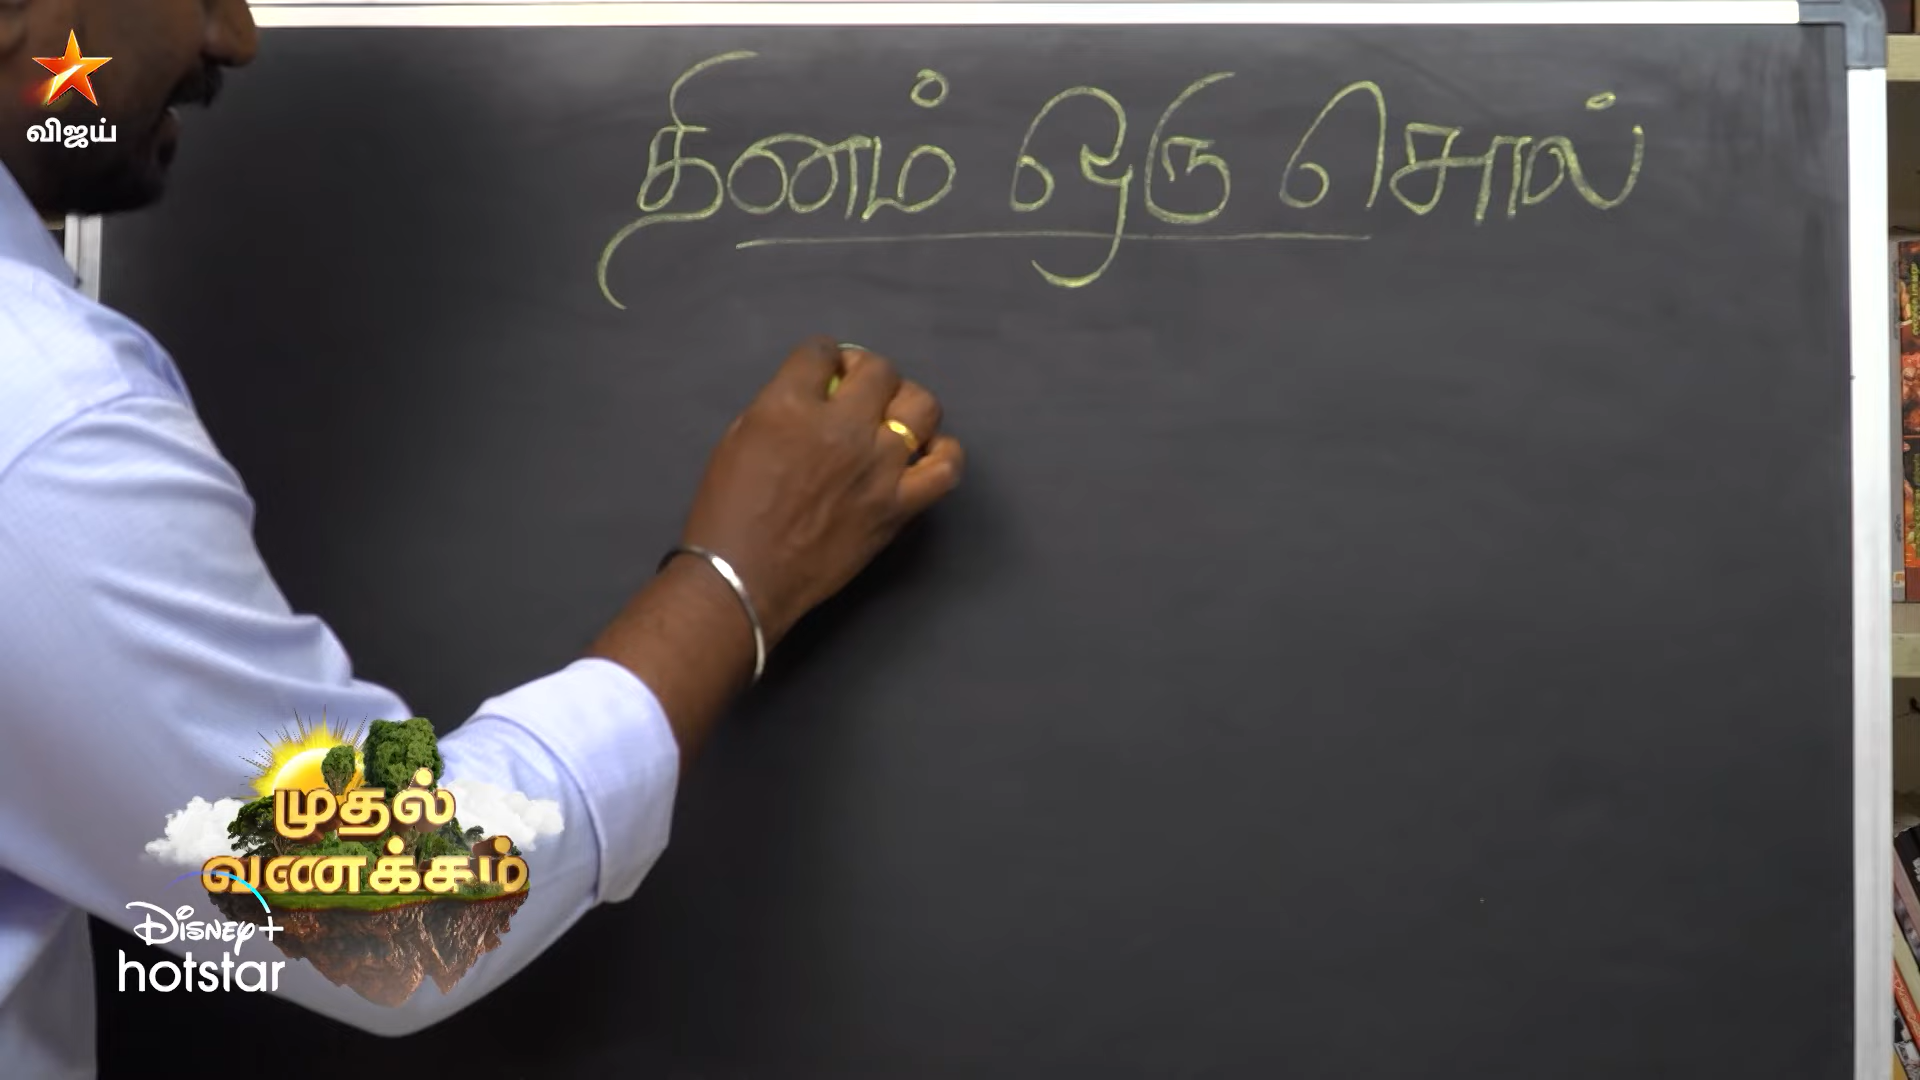 விஜய்
தினம் ஒரு சொல்
முதல்
வணக்கம்
Disney+
hotstar